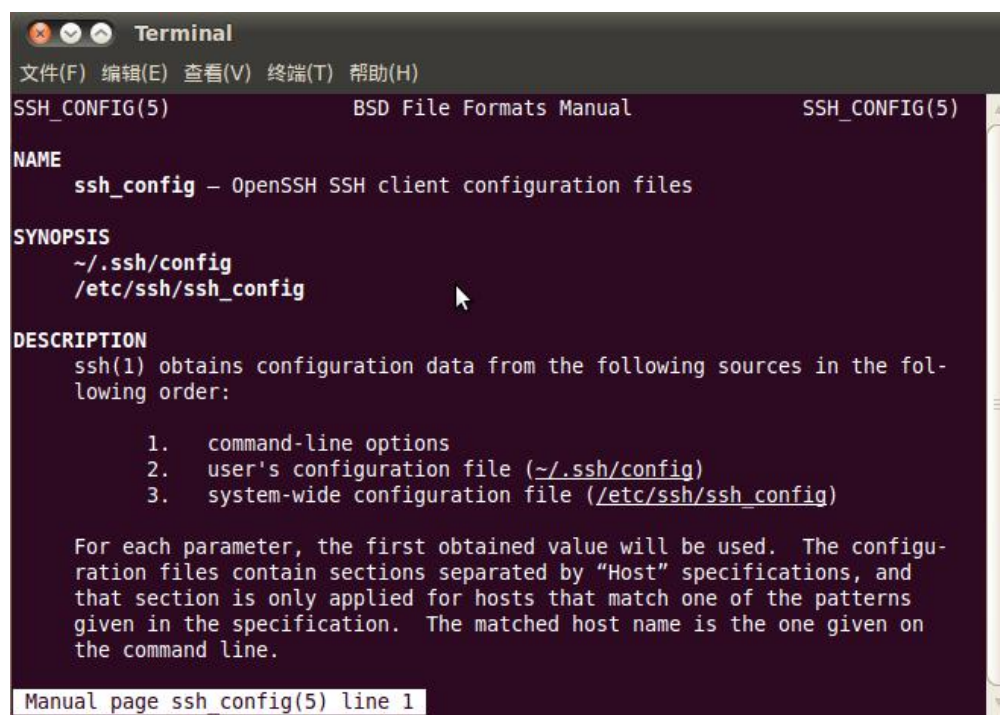 Terminal
文件(F) 编辑(E) 查看(V) 终端(T) 帮助(H)
SSH_CONFIG(5) BSD File Formats Manual SSH_CONFIG(5)
NAME
ssh_config — OpenSSH SSH client configuration files
SYNOPSIS
~/.ssh/config
/etc/ssh/ssh_config
DESCRIPTION
ssh(1) obtains configuration data from the following sources in the fol-
lowing order:
1. command-line options
2. user's configuration file (~/.ssh/config)
3. system-wide configuration file (/etc/ssh/ssh_config)
For each parameter, the first obtained value will be used. The configu-
ration files contain sections separated by “Host” specifications, and
that section is only applied for hosts that match one of the patterns
given in the specification. The matched host name is the one given on
the command line.
Manual page ssh_config(5) line 1